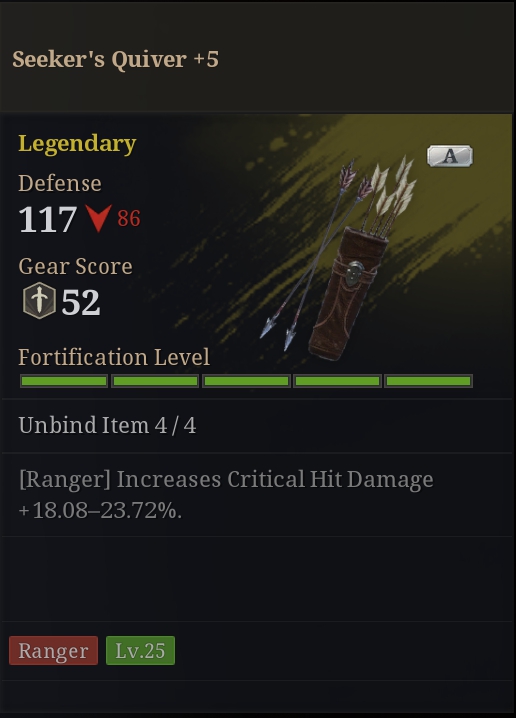 Seeker's Quiver +5
Legendary
A
Defense
117 86
Gear Score
52
Fortification Level
Unbind Item 4 / 4
[Ranger] Increases Critical Hit Damage
+18.08–23.72%.
Ranger Lv.25